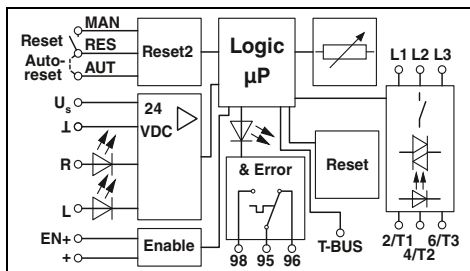 MAN
Reset RES Reset2
Auto-
reset AUT
Logic
µP
L1 L2 L3
Us
⊥
24
VDC
R
L
& Error
Reset
EN+
+
Enable
98 95 96
T-BUS
2/T1 6/T3
4/T2